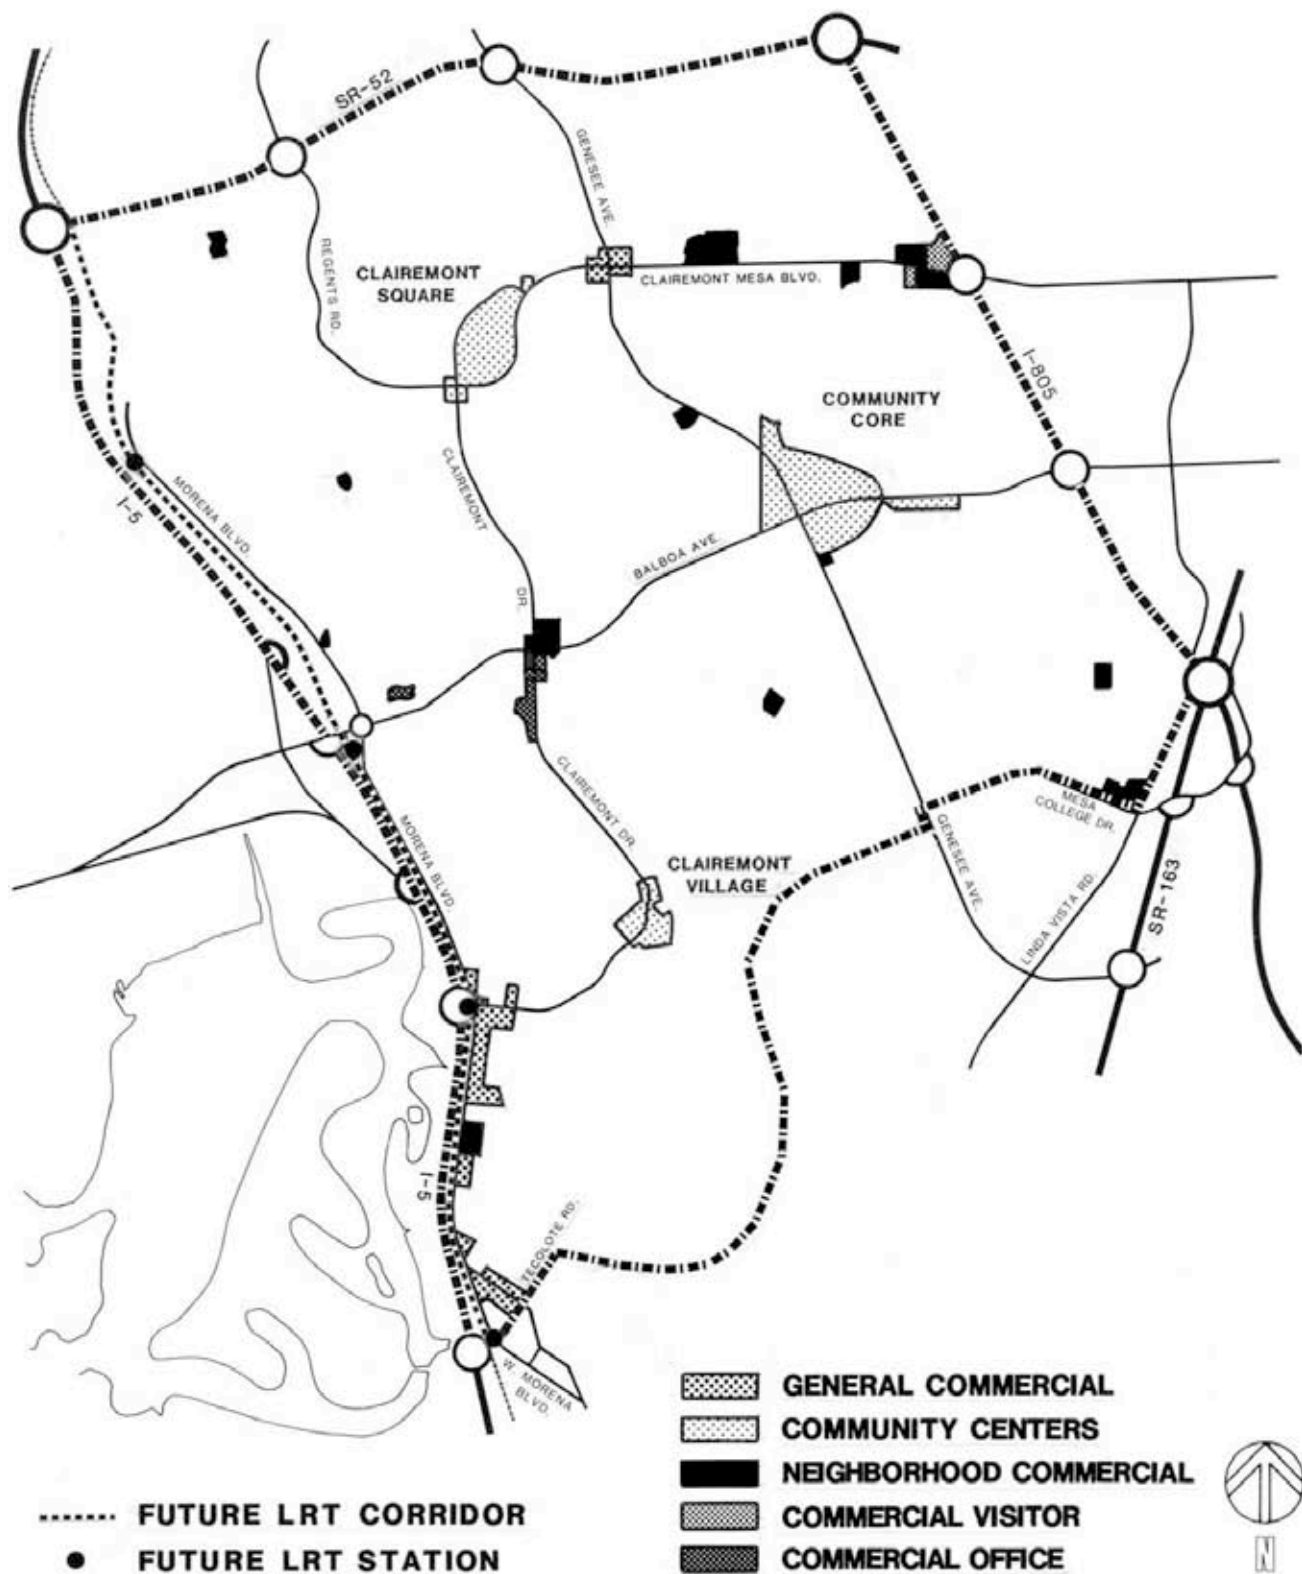 SR-52
GENESEE AVE.
REGENTS RD.
CLAIREMONT
SQUARE
CLAIREMONT MESA BLVD.
I-805
COMMUNITY
CORE
CLAIREMONT
DR.
MORENA BLVD.
I-5
BALBOA AVE.
CLAIREMONT DR.
MORENA BLVD.
CLAIREMONT
VILLAGE
MESA
COLLEGE DR.
GENESEE AVE.
LINDA VISTA RD.
SR-163
I-5
TECOLOTE RD.
W. MORENA
BLVD.
GENERAL COMMERCIAL
COMMUNITY CENTERS
NEIGHBORHOOD COMMERCIAL
COMMERCIAL VISITOR
COMMERCIAL OFFICE
FUTURE LRT CORRIDOR
FUTURE LRT STATION
N